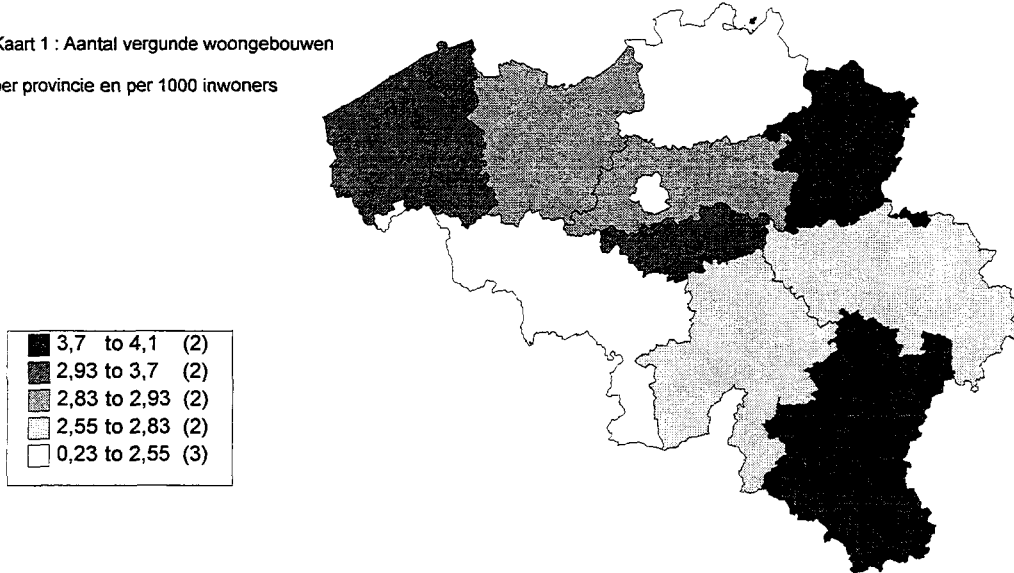 Kaart 1 : Aantal vergunde woongebouwen
per provincie en per 1000 inwoners
3,7 to 4,1 (2)
2,93 to 3,7 (2)
2,83 to 2,93 (2)
2,55 to 2,83 (2)
0,23 to 2,55 (3)